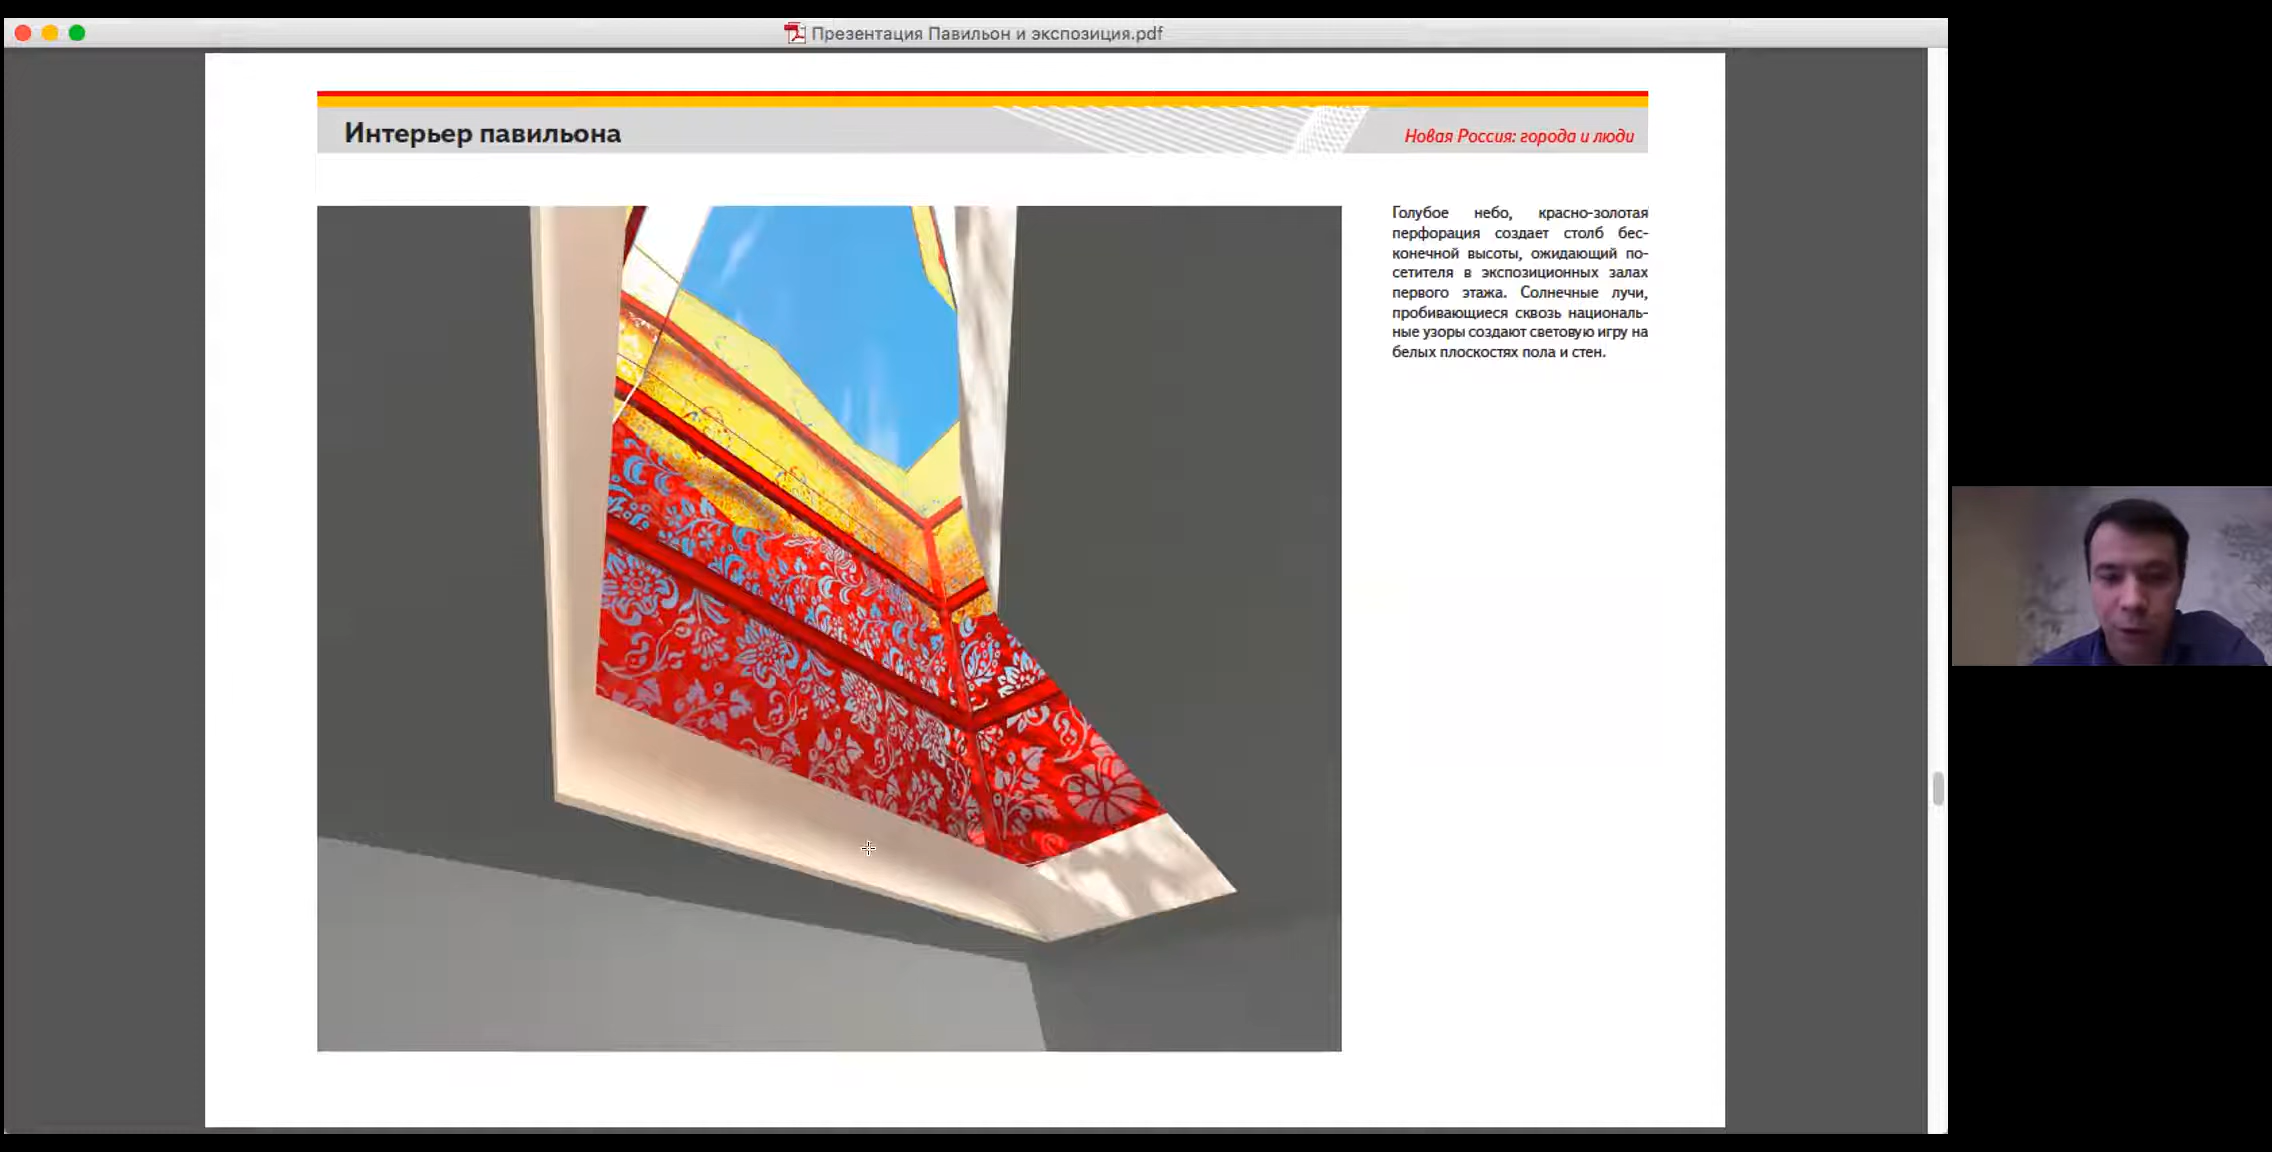 Презентация Павильон и экспозиция.pdf
Интерьер павильона
Новая Россия: города и люди
Голубое небо, красно-золотая
перфорация создает столб бес-
конечной высоты, ожидающий по-
сетителя в экспозиционных залах
первого этажа. Солнечные лучи,
пробивающиеся сквозь националь-
ные узоры создают световую игру на
белых плоскостях пола и стен.